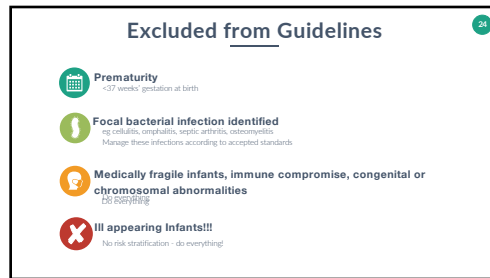 Excluded from Guidelines
24
Prematurity
<37 weeks' gestation at birth
Focal bacterial infection identified
eg cellulitis, omphalitis, septic arthritis, osteomyelitis
Manage these infections according to accepted standards
Medically fragile infants, immune compromise, congenital or
chromosomal abnormalities
Do everything
Do everything
Ill appearing Infants!!!
No risk stratification - do everything!